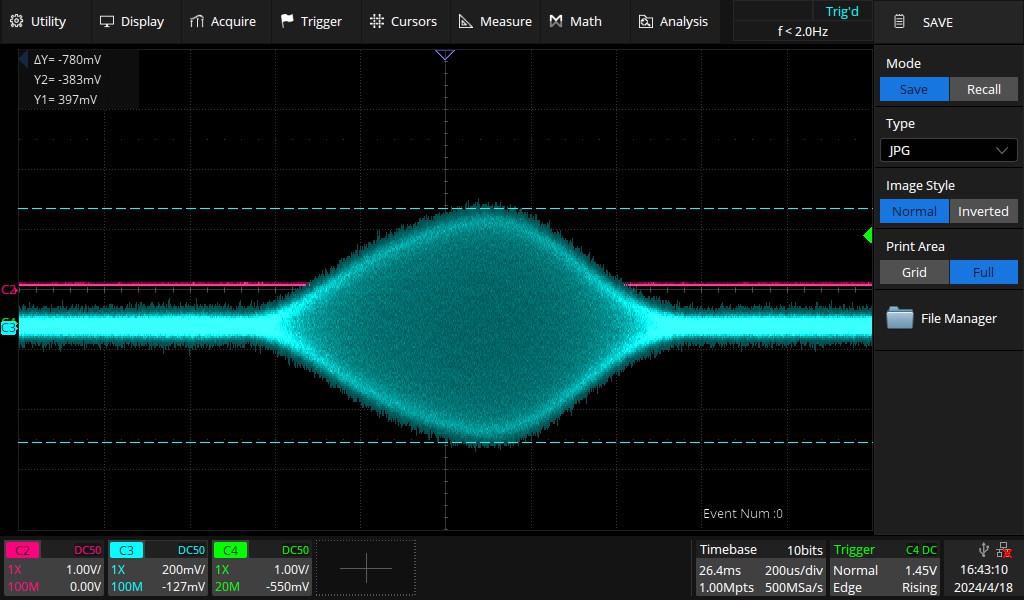 Utility Display Acquire Trigger Cursors Measure Math Analysis Trig'd SAVE
f < 2.0Hz
ΔY= -780mV
Y2= -383mV
Y1= 397mV
Mode
Save Recall
Type
JPG
Image Style
Normal Inverted
Print Area
Grid Full
C2
File Manager
C3
Event Num :0
C2 DC50 C3 DC50 C4 DC50 Timebase 10bits Trigger C4 DC
1X 1.00V/ 1X 200mV/ 1X 1.00V/ 26.4ms 200us/div Normal 1.45V 16:43:10
100M 0.00V 100M -127mV 20M -550mV 1.00Mpts 500MSa/s Edge Rising 2024/4/18